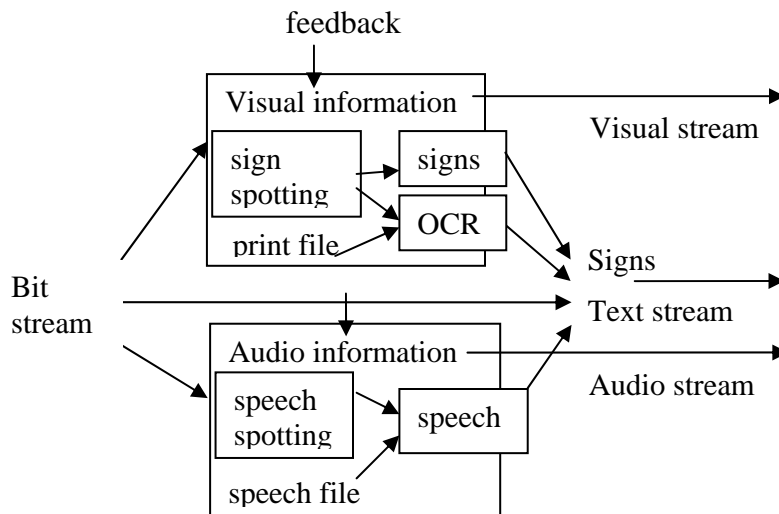 feedback
Visual information
Visual stream
sign
spotting
signs
OCR
print file
Signs
Bit
stream
Text stream
Audio information
Audio stream
speech
spotting
speech
speech file